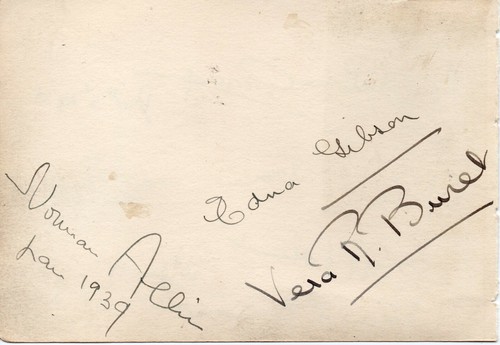 Edna Gibson
Norman Allin
Jan 1939
Vera R.